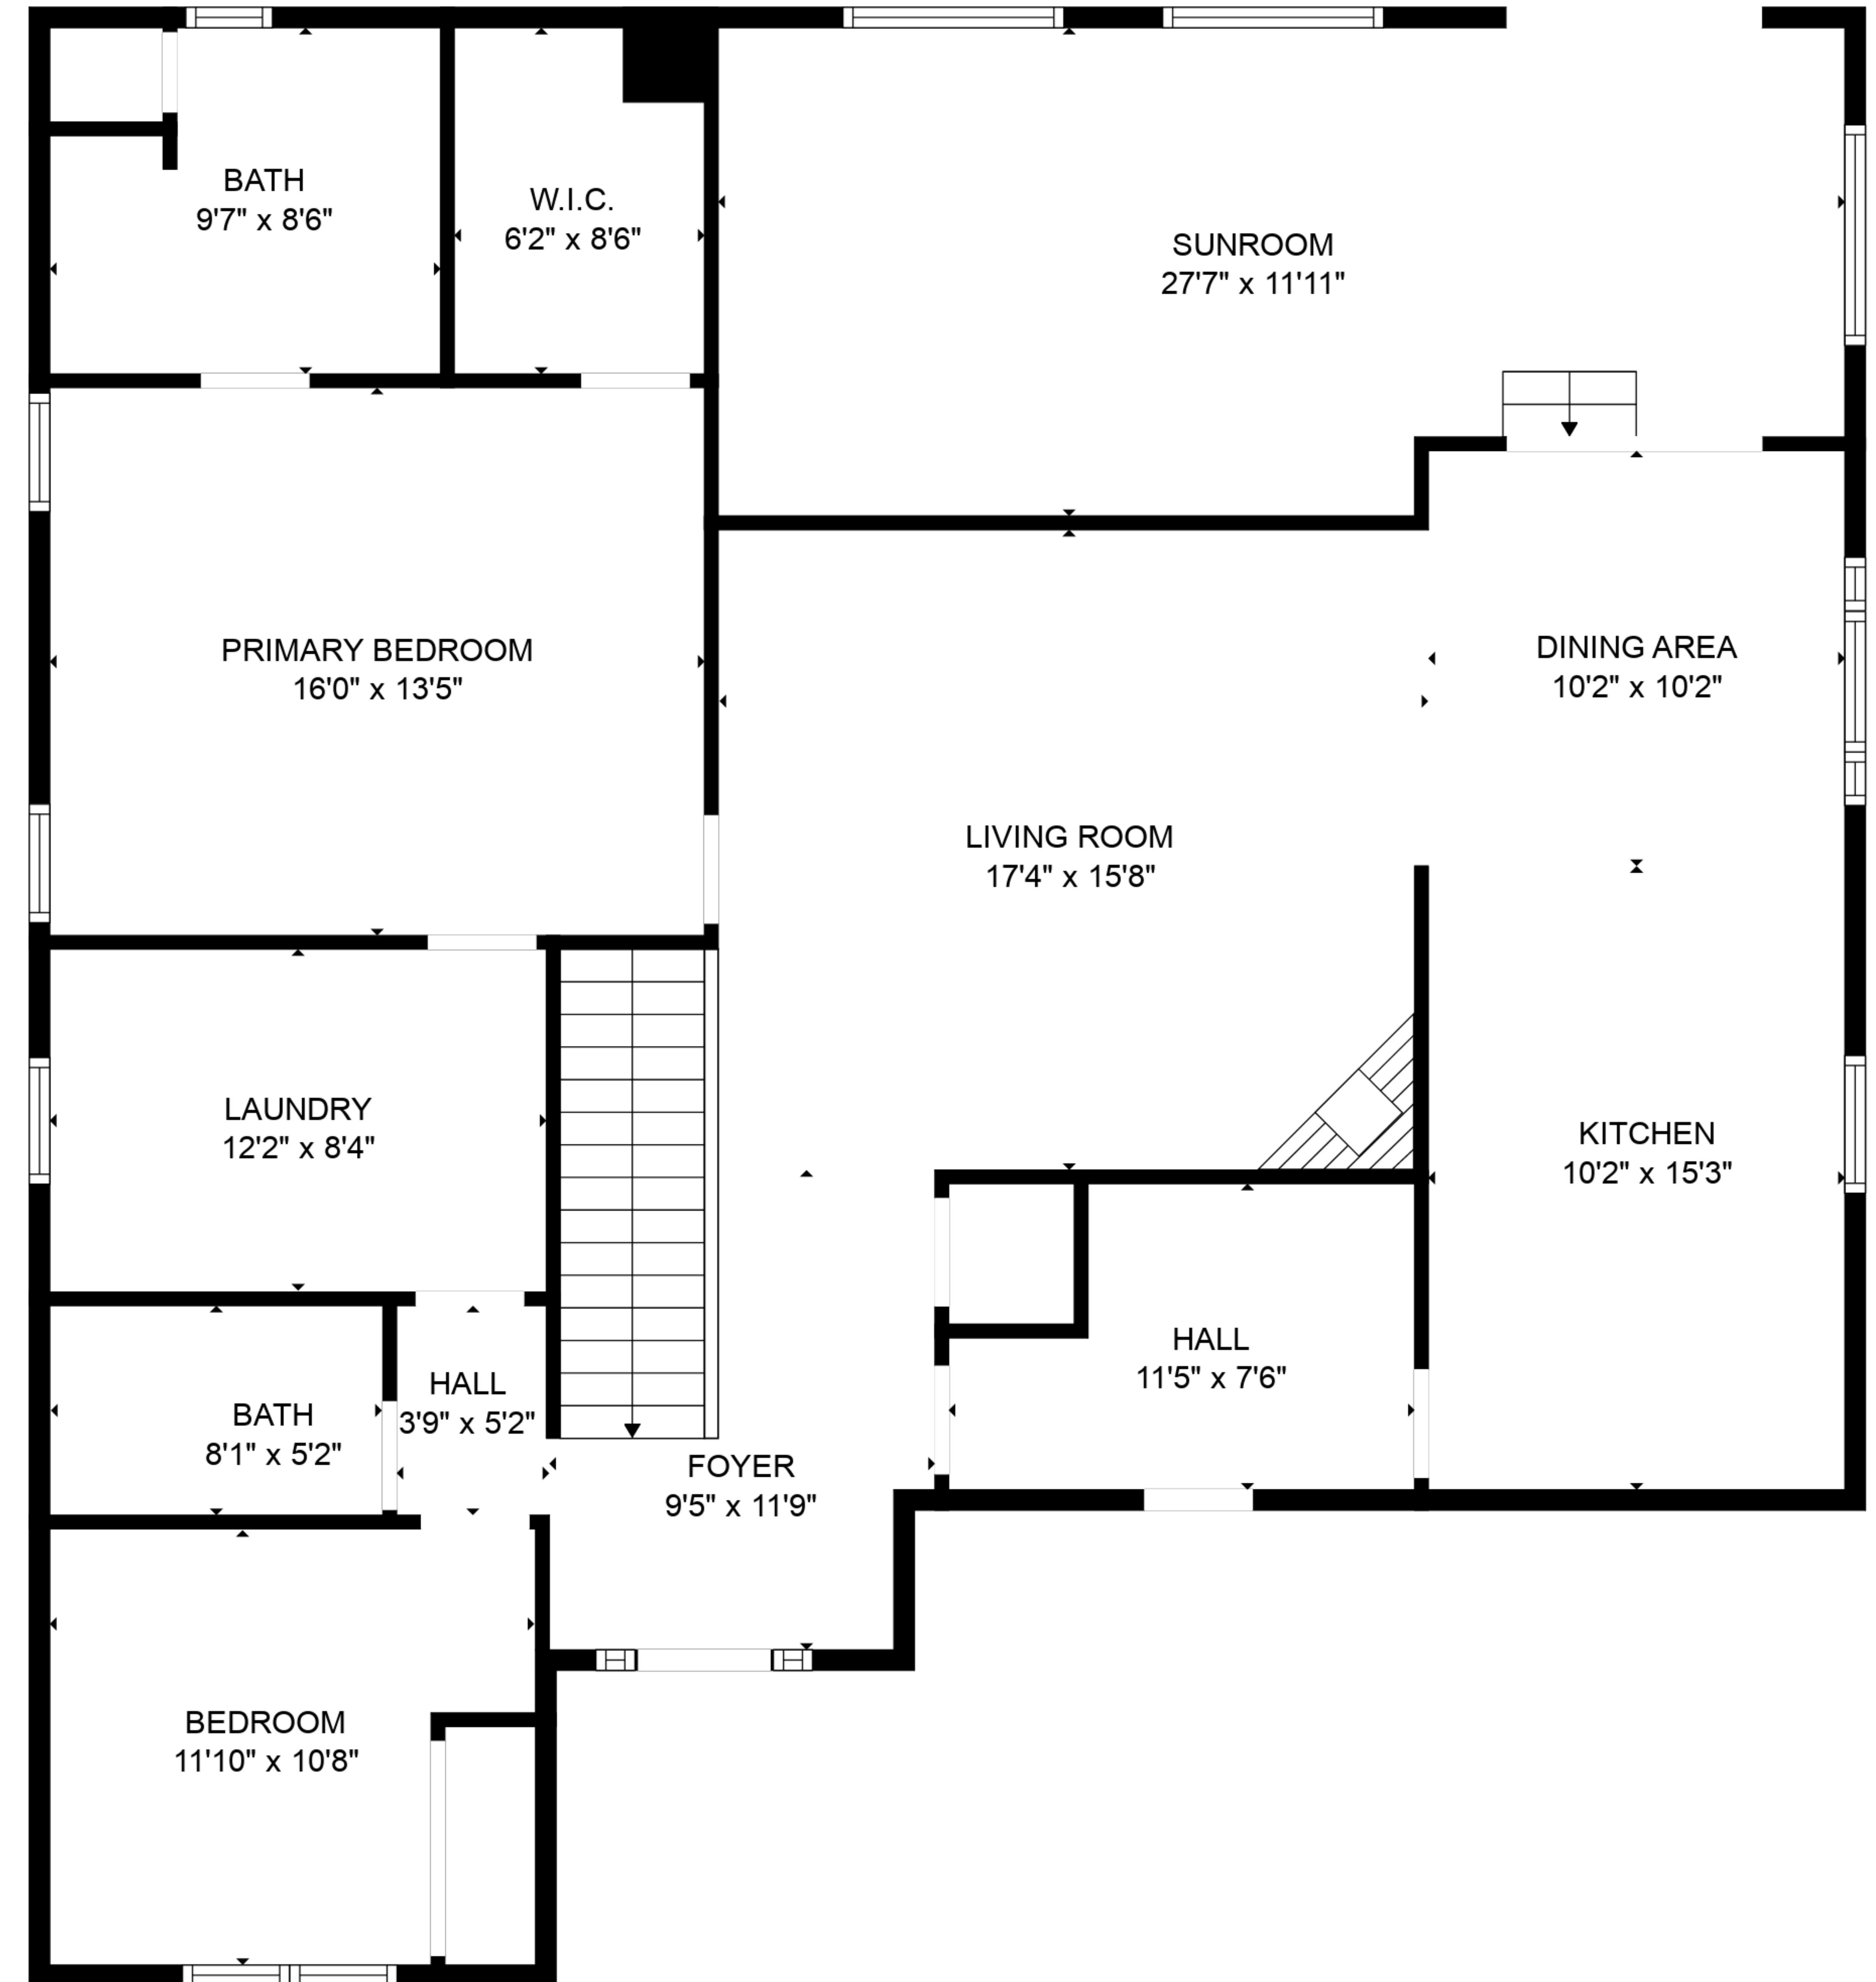 BATH
9'7" x 8'6"
W.I.C.
6'2" x 8'6"
SUNROOM
27'7" x 11'11"
PRIMARY BEDROOM
16'0" x 13'5"
DINING AREA
10'2" x 10'2"
LIVING ROOM
17'4" x 15'8"
LAUNDRY
12'2" x 8'4"
KITCHEN
10'2" x 15'3"
HALL
11'5" x 7'6"
HALL
3'9" x 5'2"
BATH
8'1" x 5'2"
FOYER
9'5" x 11'9"
BEDROOM
11'10" x 10'8"